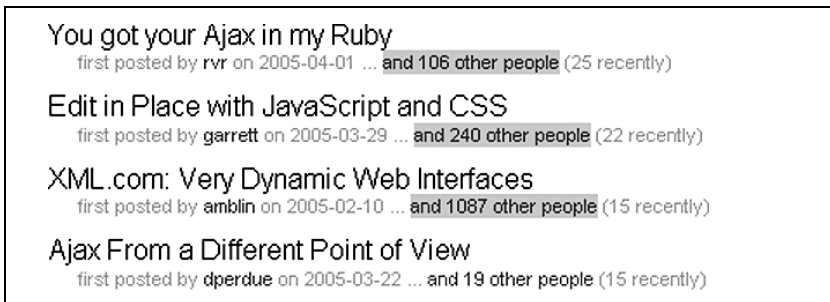 You got your Ajax in my Ruby
first posted by rvr on 2005-04-01 ... and 106 other people (25 recently)
Edit in Place with JavaScript and CSS
first posted by garrett on 2005-03-29 ... and 240 other people (22 recently)
XML.com: Very Dynamic Web Interfaces
first posted by amblin on 2005-02-10 ... and 1087 other people (15 recently)
Ajax From a Different Point of View
first posted by dperdue on 2005-03-22 ... and 19 other people (15 recently)